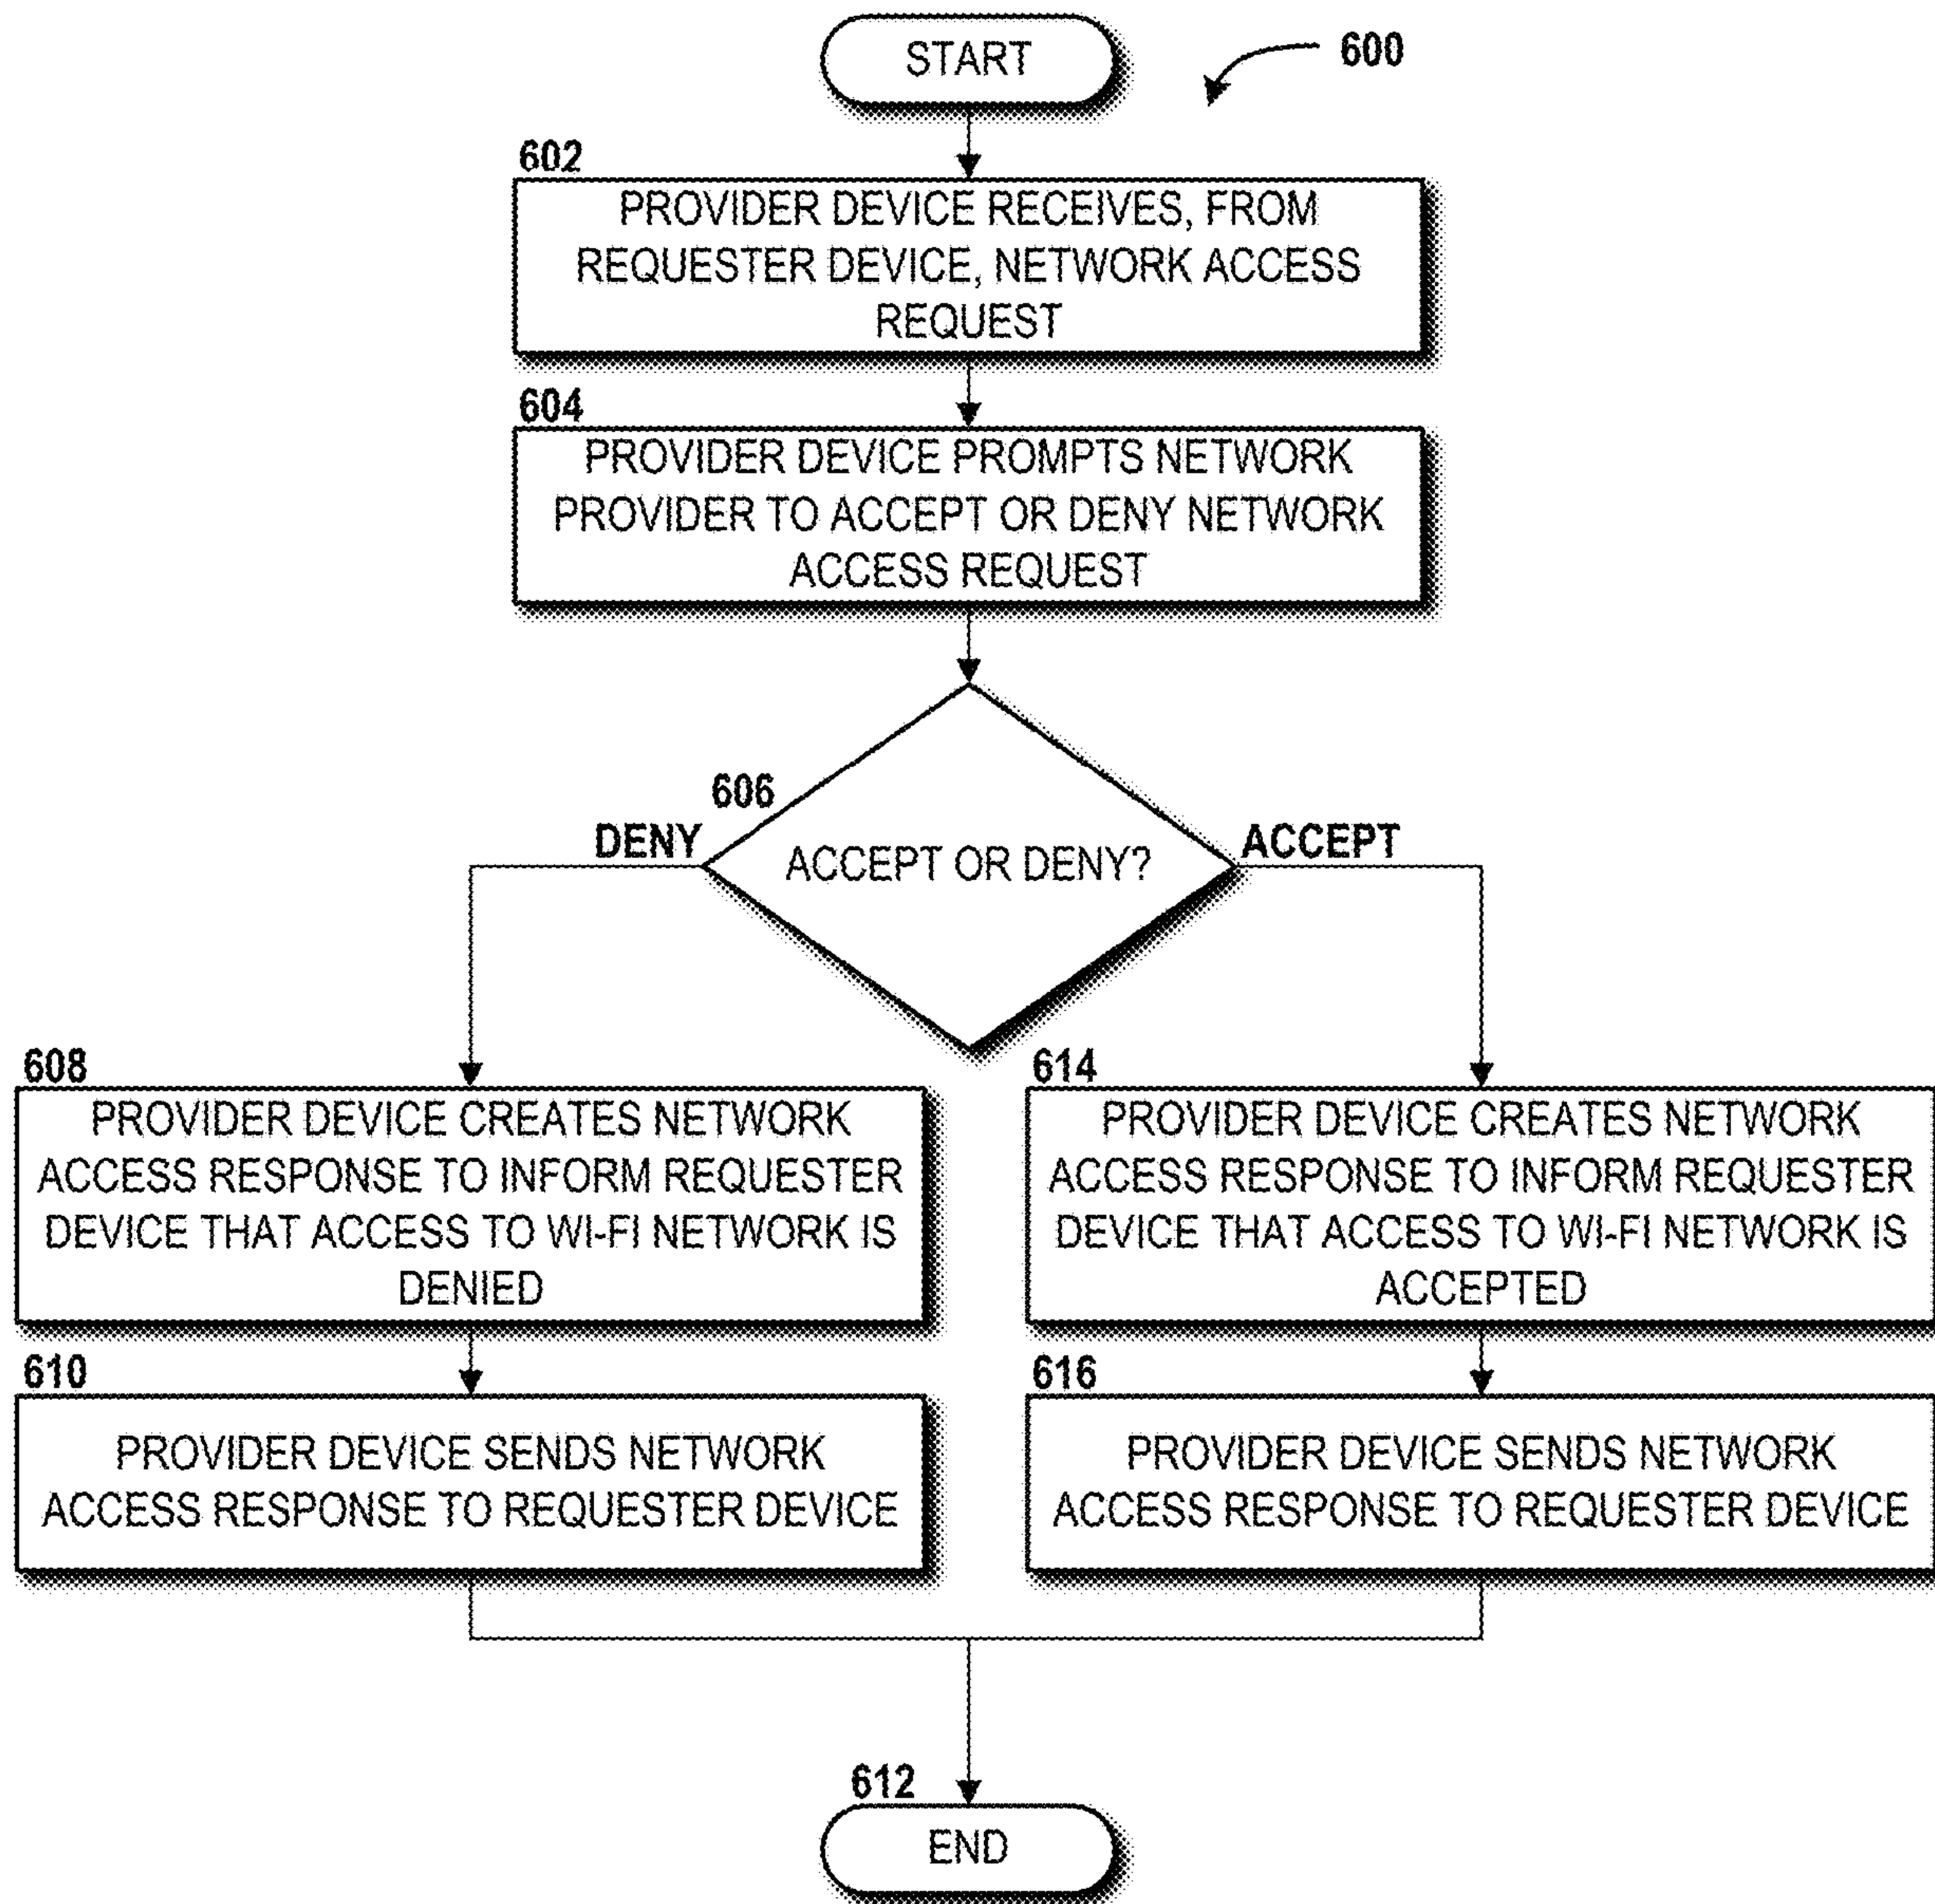 START
600
602
PROVIDER DEVICE RECEIVES, FROM
REQUESTER DEVICE, NETWORK ACCESS
REQUEST
604
PROVIDER DEVICE PROMPTS NETWORK
PROVIDER TO ACCEPT OR DENY NETWORK
ACCESS REQUEST
606
DENY
ACCEPT OR DENY?
ACCEPT
608
PROVIDER DEVICE CREATES NETWORK
ACCESS RESPONSE TO INFORM REQUESTER
DEVICE THAT ACCESS TO WI-FI NETWORK IS
DENIED
610
PROVIDER DEVICE SENDS NETWORK
ACCESS RESPONSE TO REQUESTER DEVICE
614
PROVIDER DEVICE CREATES NETWORK
ACCESS RESPONSE TO INFORM REQUESTER
DEVICE THAT ACCESS TO WI-FI NETWORK IS
ACCEPTED
616
PROVIDER DEVICE SENDS NETWORK
ACCESS RESPONSE TO REQUESTER DEVICE
612
END